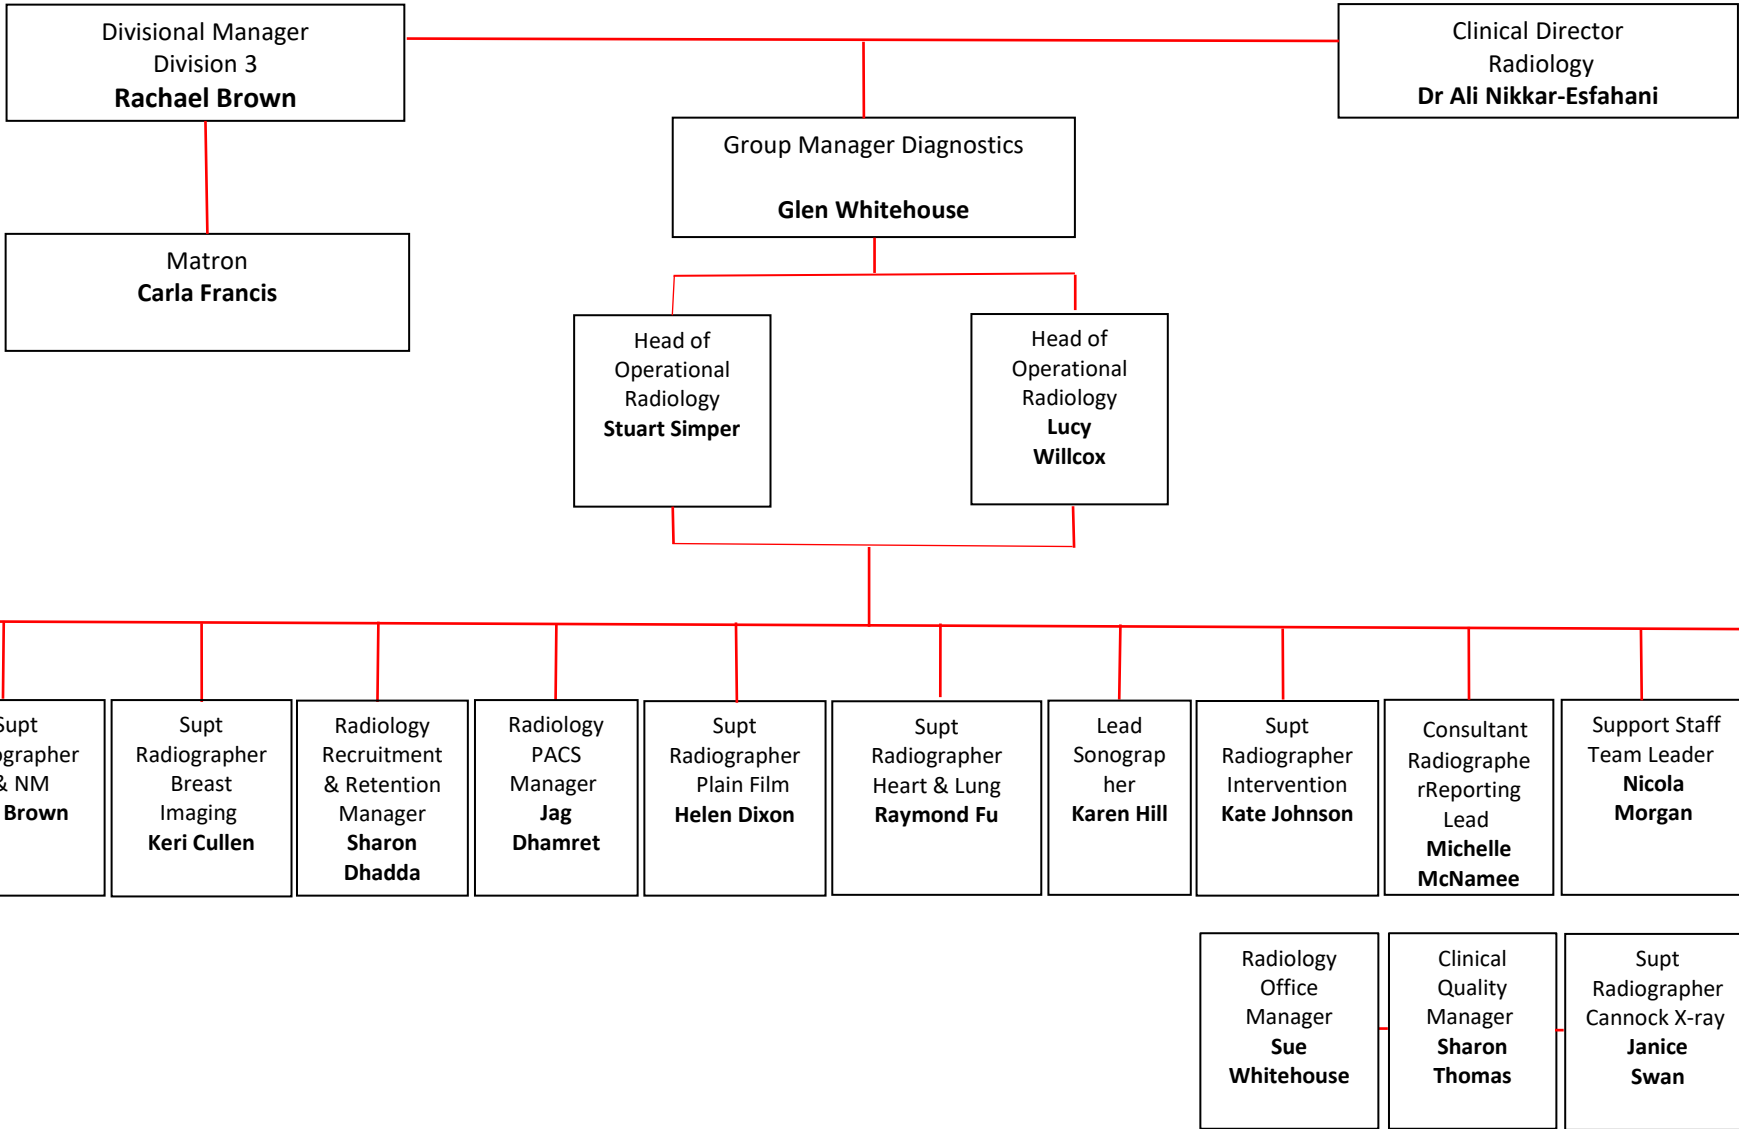 Divisional Manager
Division 3
Rachael Brown
Clinical Director
Radiology
Dr Ali Nikkar-Esfahani
Group Manager Diagnostics
Glen Whitehouse
Matron
Carla Francis
Head of
Operational
Radiology
Stuart Simper
Head of
Operational
Radiology
Lucy
Willcox
Supt
ographer
& NM
Brown
Supt
Radiographer
Breast
Imaging
Keri Cullen
Radiology
Recruitment
& Retention
Manager
Sharon
Dhadda
Radiology
PACS
Manager
Jag
Dhamret
Supt
Radiographer
Plain Film
Helen Dixon
Supt
Radiographer
Heart & Lung
Raymond Fu
Lead
Sonograp
her
Karen Hill
Supt
Radiographer
Intervention
Kate Johnson
Consultant
Radiographe
rReporting
Lead
Michelle
McNamee
Support Staff
Team Leader
Nicola
Morgan
Radiology
Office
Manager
Sue
Whitehouse
Clinical
Quality
Manager
Sharon
Thomas
Supt
Radiographer
Cannock X-ray
Janice
Swan